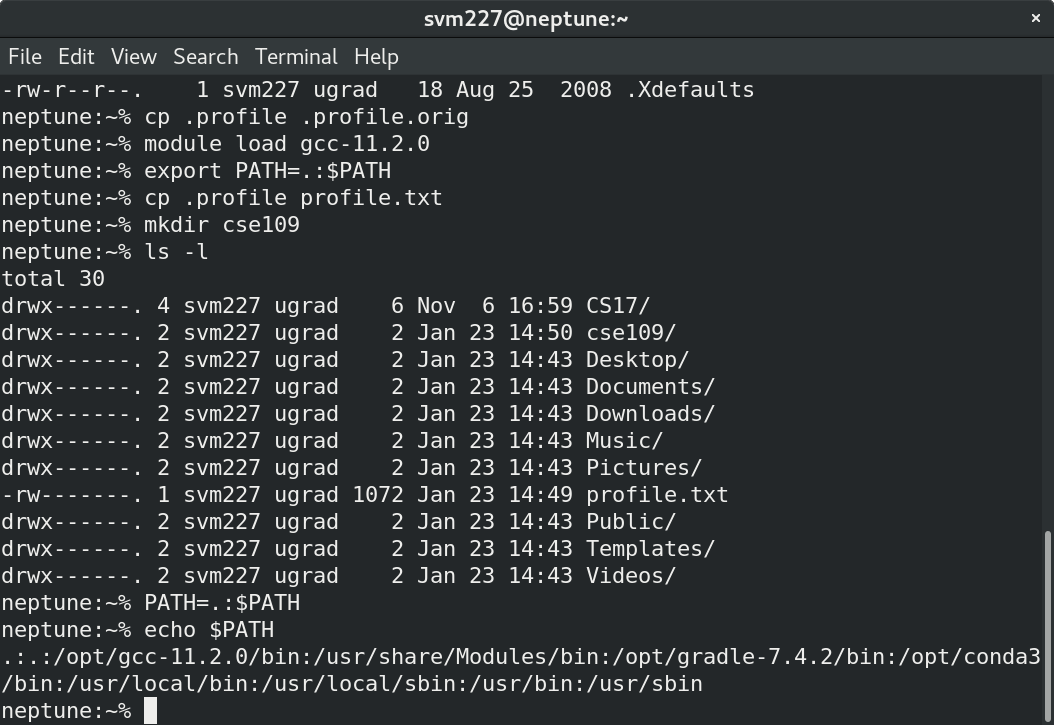 svm227@neptune:~ ×
File Edit View Search Terminal Help
-rw-r--r--.    1 svm227 ugrad   18 Aug 25  2008 .Xdefaults
neptune:~% cp .profile .profile.orig
neptune:~% module load gcc-11.2.0
neptune:~% export PATH=.:$PATH
neptune:~% cp .profile profile.txt
neptune:~% mkdir cse109
neptune:~% ls -l
total 30
drwx------. 4 svm227 ugrad    6 Nov  6 16:59 CS17/
drwx------. 2 svm227 ugrad    2 Jan 23 14:50 cse109/
drwx------. 2 svm227 ugrad    2 Jan 23 14:43 Desktop/
drwx------. 2 svm227 ugrad    2 Jan 23 14:43 Documents/
drwx------. 2 svm227 ugrad    2 Jan 23 14:43 Downloads/
drwx------. 2 svm227 ugrad    2 Jan 23 14:43 Music/
drwx------. 2 svm227 ugrad    2 Jan 23 14:43 Pictures/
-rw-------. 1 svm227 ugrad 1072 Jan 23 14:49 profile.txt
drwx------. 2 svm227 ugrad    2 Jan 23 14:43 Public/
drwx------. 2 svm227 ugrad    2 Jan 23 14:43 Templates/
drwx------. 2 svm227 ugrad    2 Jan 23 14:43 Videos/
neptune:~% PATH=.:$PATH
neptune:~% echo $PATH
.:.:/opt/gcc-11.2.0/bin:/usr/share/Modules/bin:/opt/gradle-7.4.2/bin:/opt/conda3
/bin:/usr/local/bin:/usr/local/sbin:/usr/bin:/usr/sbin
neptune:~%